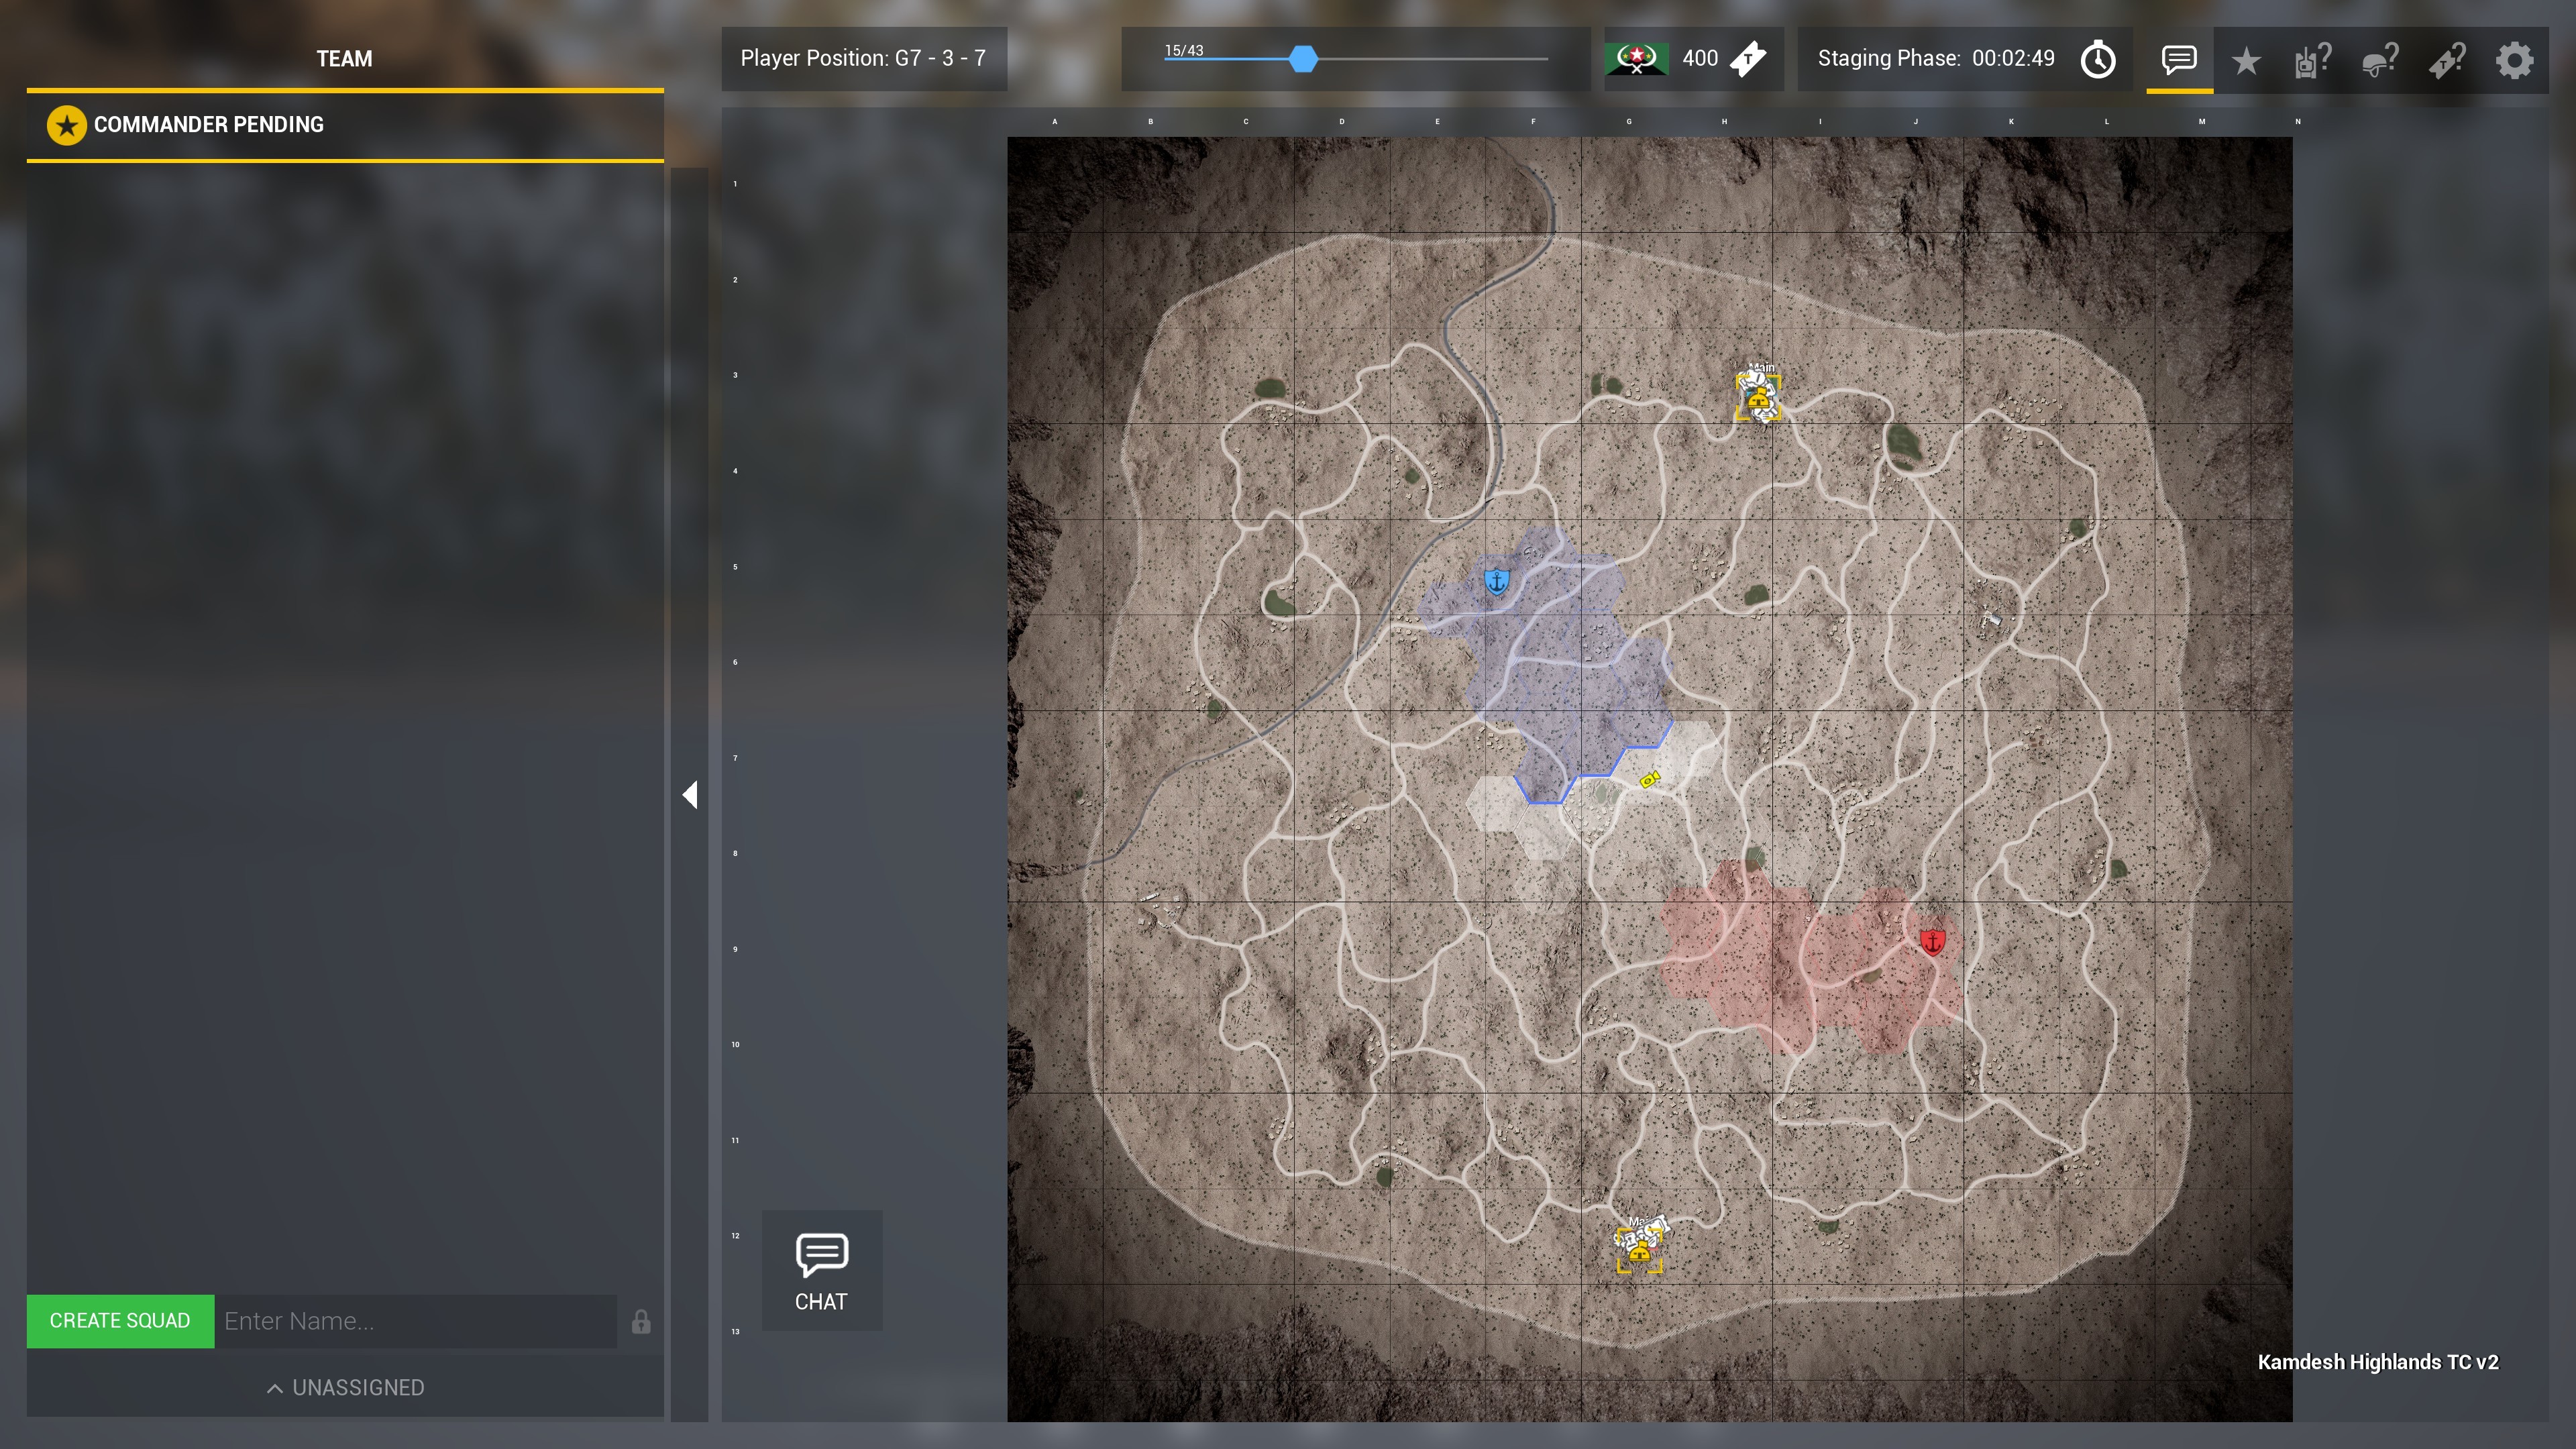 TEAM
Player Position: G7 - 3 - 7
15/43
400
T
Staging Phase: 00:02:49
? ? T?
COMMANDER PENDING
A B C D E F G H I J K L M N
1
2
3
Main
4
5
6
7
8
9
10
11
12
13
CHAT
CREATE SQUAD
Enter Name...
UNASSIGNED
Kamdesh Highlands TC v2